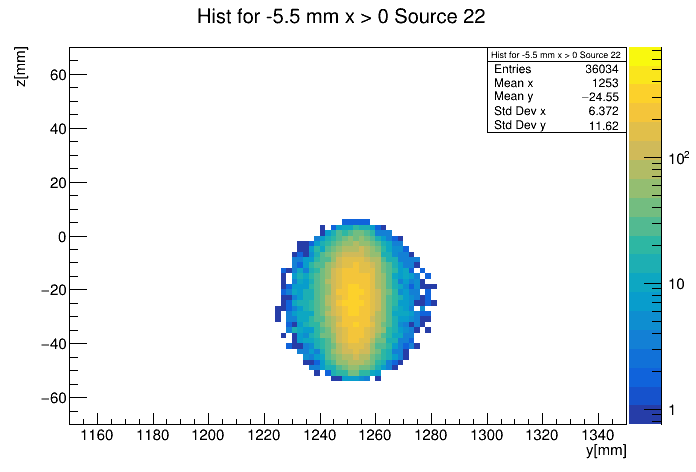 Hist for -5.5 mm x > 0 Source 22
z[mm]
Hist for -5.5 mm x > 0 Source 22
Entries 36034
Mean x 1253
Mean y −24.55
Std Dev x 6.372
Std Dev y 11.62
60
40
20
0
−20
−40
−60
10²
10
1
1160 1180 1200 1220 1240 1260 1280 1300 1320 1340
y[mm]